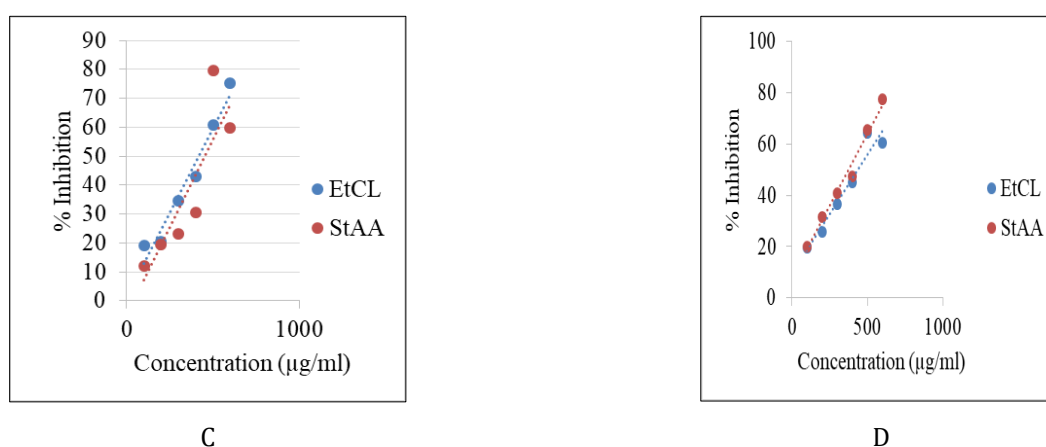 90
80
70
60
50
40
30
20
10
0
0
1000
% Inhibition
Concentration (µg/ml)
EtCL
StAA
C
100
80
60
40
20
0
0
500
1000
% Inhibition
Concentration (µg/ml)
EtCL
StAA
D